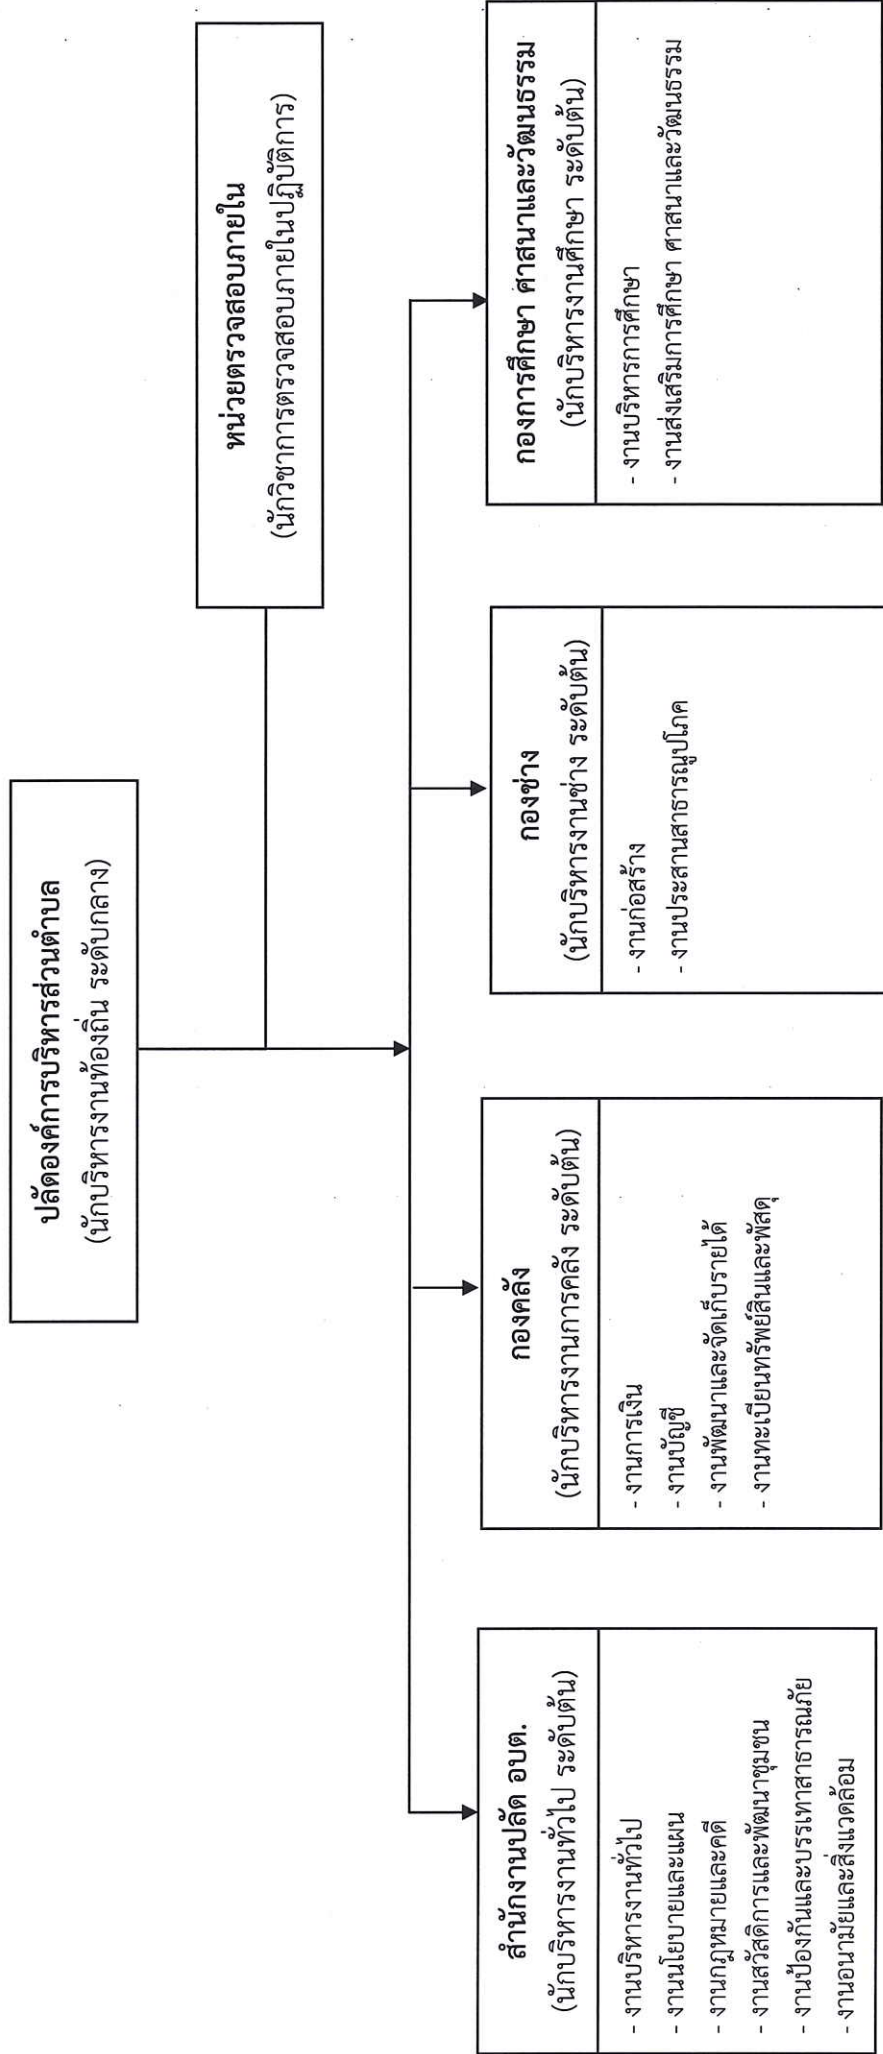 ปลัดองค์การบริหารส่วนตำบล
(นักบริหารงานท้องถิ่น ระดับกลาง)
หน่วยตรวจสอบภายใน
(นักวิชาการตรวจสอบภายในปฏิบัติการ)
สำนักงานปลัด อบต.
(นักบริหารงานทั่วไป ระดับต้น)
- งานบริหารงานทั่วไป
- งานนโยบายและแผน
- งานกฎหมายและคดี
- งานสวัสดิการและพัฒนาชุมชน
- งานป้องกันและบรรเทาสาธารณภัย
- งานอนามัยและสิ่งแวดล้อม
กองคลัง
(นักบริหารงานการคลัง ระดับต้น)
- งานการเงิน
- งานบัญชี
- งานพัฒนาและจัดเก็บรายได้
- งานทะเบียนทรัพย์สินและพัสดุ
กองช่าง
(นักบริหารงานช่าง ระดับต้น)
- งานก่อสร้าง
- งานประสานสาธารณูปโภค
กองการศึกษา ศาสนาและวัฒนธรรม
(นักบริหารงานศึกษา ระดับต้น)
- งานบริหารการศึกษา
- งานส่งเสริมการศึกษา ศาสนาและวัฒนธรรม